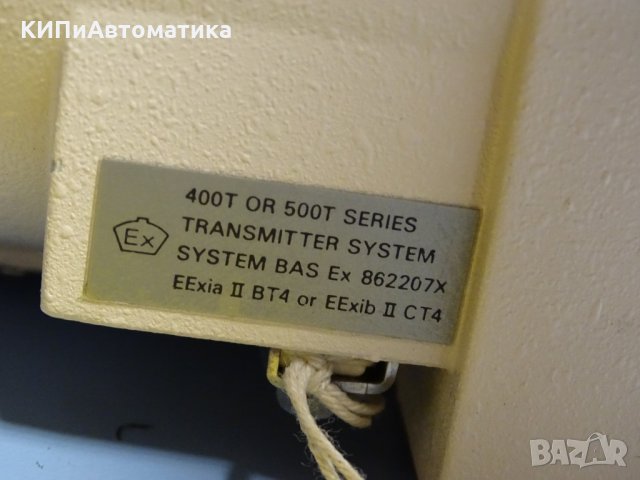 КИПиАвтоматика
400T OR 500T SERIES
Ex TRANSMITTER SYSTEM
SYSTEM BAS Ex 862207X
EExia II BT4 or EExib II CT4
BAZAR